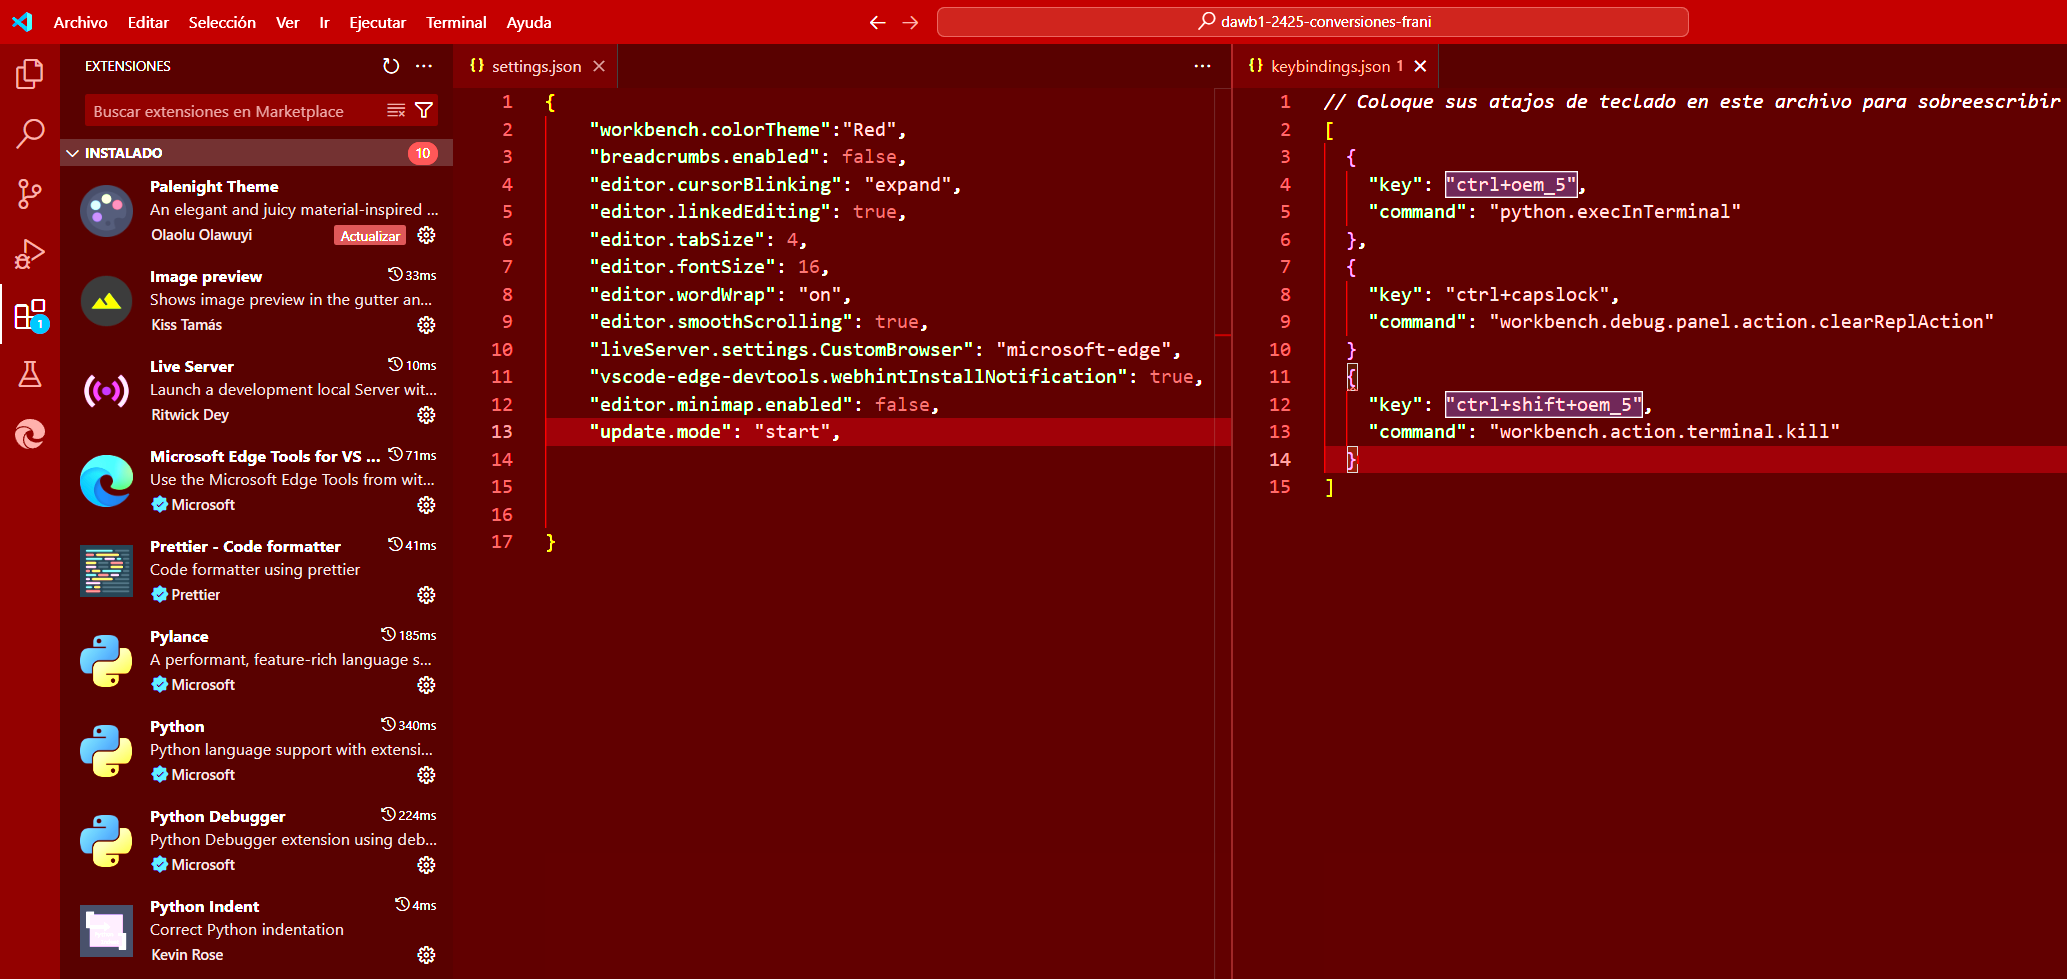 Archivo Editar Selección Ver Ir Ejecutar Terminal Ayuda
dawb1-2425-conversiones-frani
EXTENSIONES
Buscar extensiones en Marketplace
INSTALADO 10
Palenight Theme
An elegant and juicy material-inspired ...
Olaolu Olawuyi Actualizar
Image preview 33ms
Shows image preview in the gutter an...
Kiss Tamás
Live Server 10ms
Launch a development local Server wit...
Ritwick Dey
Microsoft Edge Tools for VS ... 71ms
Use the Microsoft Edge Tools from wit...
Microsoft
Prettier - Code formatter 41ms
Code formatter using prettier
Prettier
Pylance 185ms
A performant, feature-rich language s...
Microsoft
Python 340ms
Python language support with extensi...
Microsoft
Python Debugger 224ms
Python Debugger extension using deb...
Microsoft
Python Indent 4ms
Correct Python indentation
Kevin Rose
1
{} settings.json
1 {
2 "workbench.colorTheme":"Red",
3 "breadcrumbs.enabled": false,
4 "editor.cursorBlinking": "expand",
5 "editor.linkedEditing": true,
6 "editor.tabSize": 4,
7 "editor.fontSize": 16,
8 "editor.wordWrap": "on",
9 "editor.smoothScrolling": true,
10 "liveServer.settings.CustomBrowser": "microsoft-edge",
11 "vscode-edge-devtools.webhintInstallNotification": true,
12 "editor.minimap.enabled": false,
13 "update.mode": "start",
14
15
16
17 }
{} keybindings.json 1
1 // Coloque sus atajos de teclado en este archivo para sobreescribir
2 [
3 {
4 "key": "ctrl+oem_5",
5 "command": "python.execInTerminal"
6 },
7 {
8 "key": "ctrl+capslock",
9 "command": "workbench.debug.panel.action.clearReplAction"
10 }
11 {
12 "key": "ctrl+shift+oem_5",
13 "command": "workbench.action.terminal.kill"
14 }
15 ]